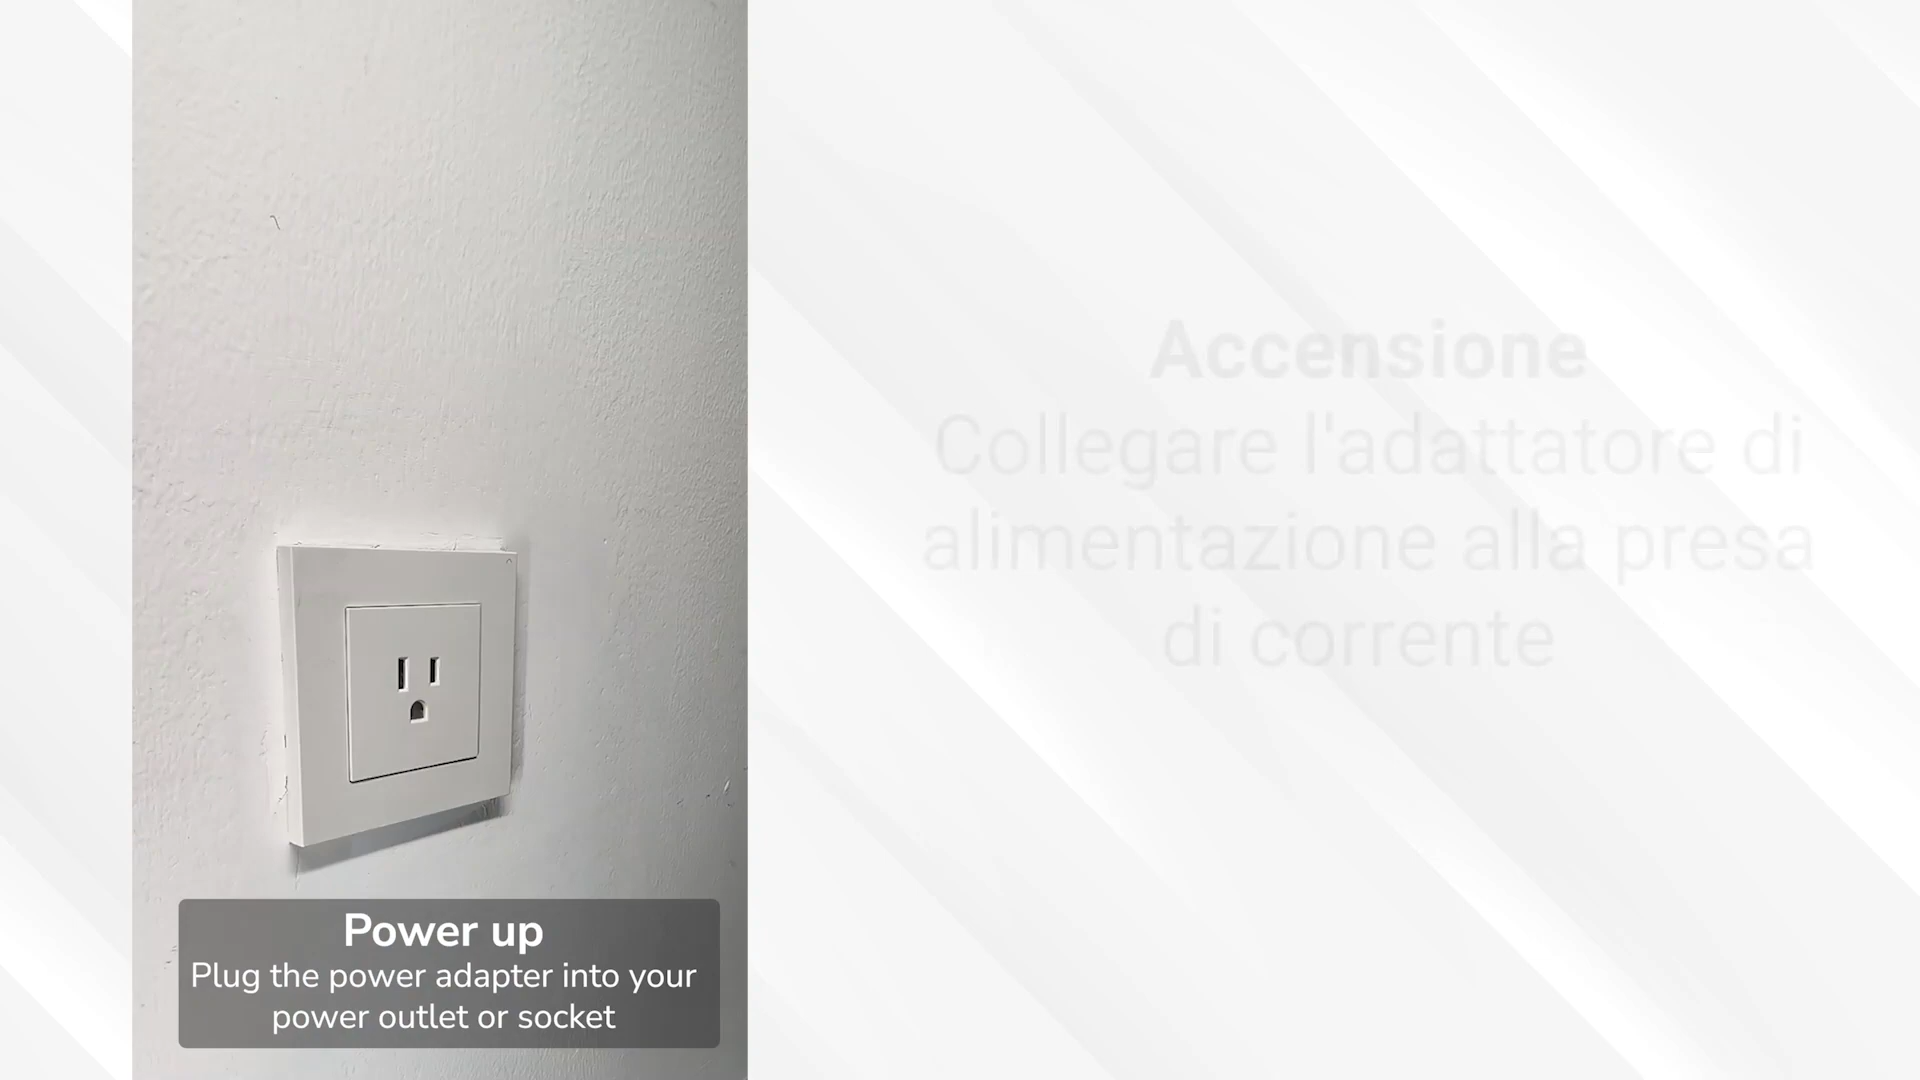 Power up
Plug the power adapter into your
power outlet or socket
Accensione
Collegare l'adattatore di
alimentazione alla presa
di corrente